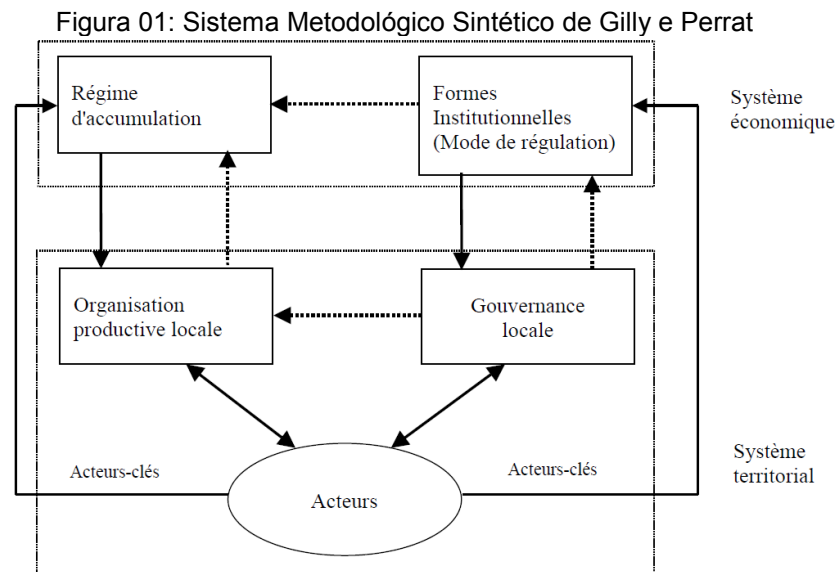 Figura 01: Sistema Metodológico Sintético de Gilly e Perrat
Régime
d'accumulation
Formes
Institutionnelles
(Mode de régulation)
Système
économique
Organisation
productive locale
Gouvernance
locale
Acteurs-clés
Acteurs
Acteurs-clés
Système
territorial